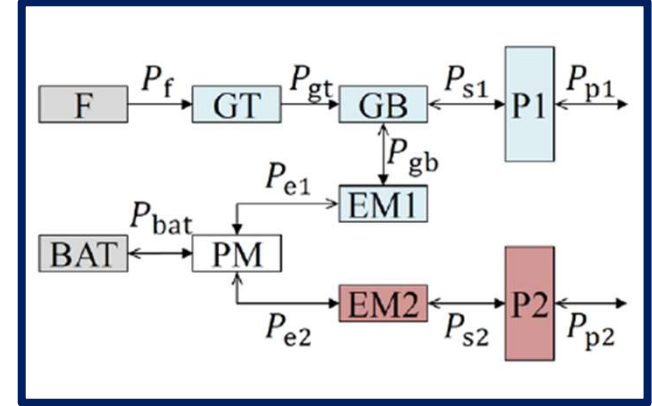 F
P_f
GT
P_gt
GB
P_s1
P1
P_p1
P_gb
P_e1
EM1
P_bat
BAT
PM
P_e2
EM2
P_s2
P2
P_p2